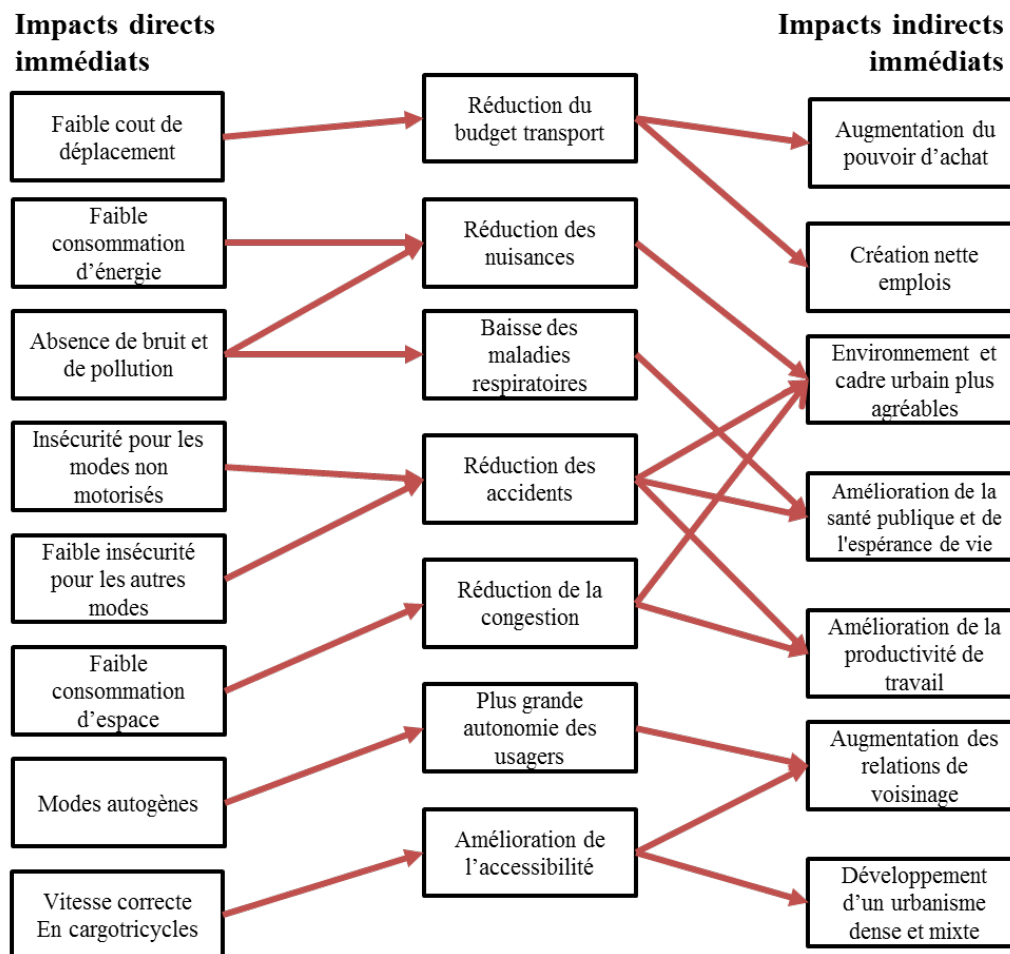 Impacts directs
immédiats
Faible cout de
déplacement
Faible
consommation
d'énergie
Absence de bruit et
de pollution
Insécurité pour les
modes non
motorisés
Faible insécurité
pour les autres
modes
Faible
consommation
d'espace
Modes autogènes
Vitesse correcte
En cargotricycles
Réduction du
budget transport
Réduction des
nuisances
Baisse des
maladies
respiratoires
Réduction des
accidents
Réduction de la
congestion
Plus grande
autonomie des
usagers
Amélioration de
l'accessibilité
Impacts indirects
immédiats
Augmentation du
pouvoir d'achat
Création nette
emplois
Environnement et
cadre urbain plus
agréables
Amélioration de la
santé publique et de
l'espérance de vie
Amélioration de la
productivité de
travail
Augmentation des
relations de
voisinage
Développement
d'un urbanisme
dense et mixte